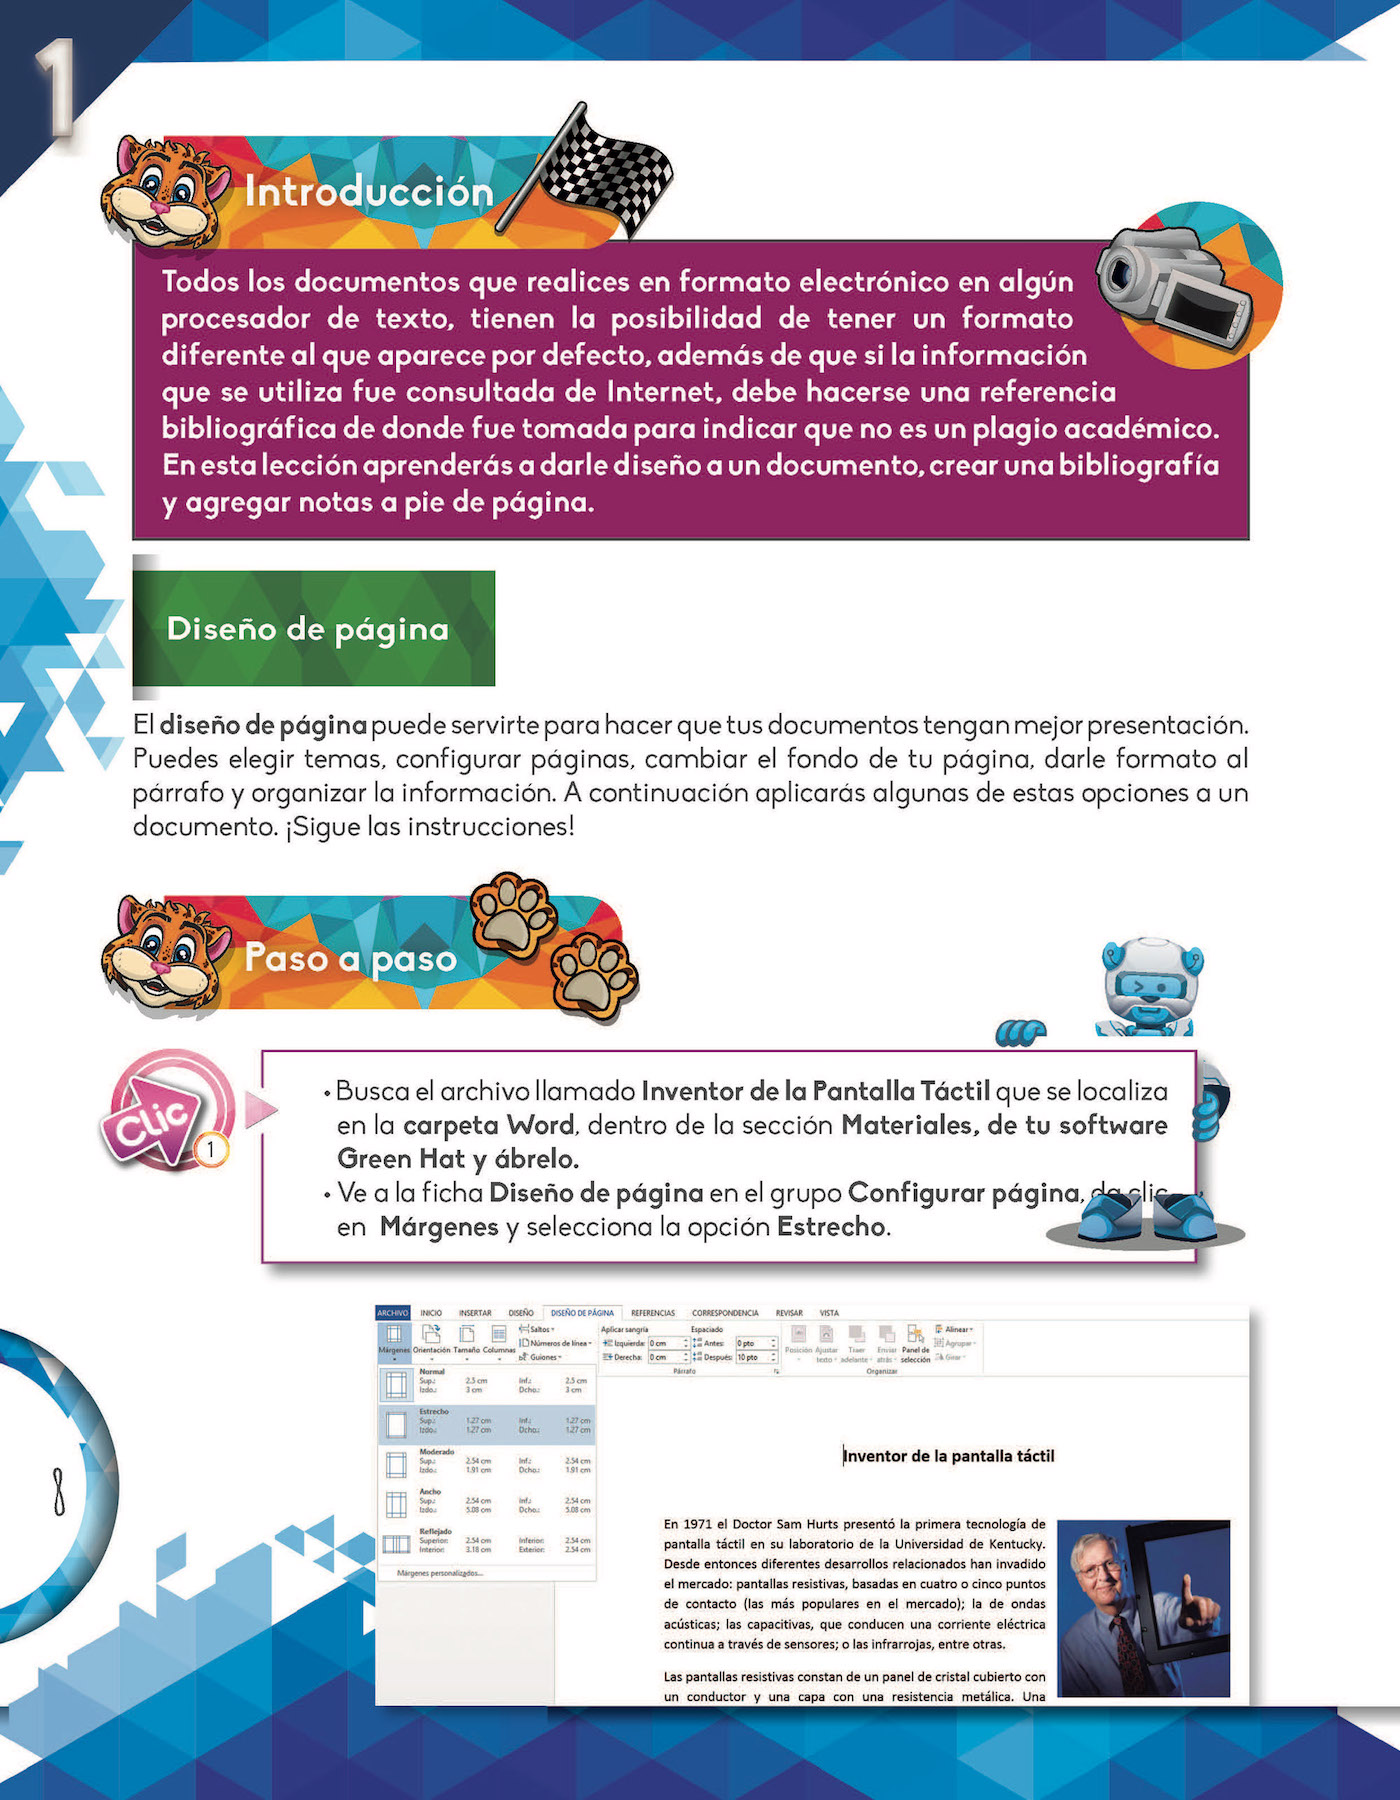 1
Introducción
Todos los documentos que realices en formato electrónico en algún
procesador de texto, tienen la posibilidad de tener un formato
diferente al que aparece por defecto, además de que si la información
que se utiliza fue consultada de Internet, debe hacerse una referencia
bibliográfica de donde fue tomada para indicar que no es un plagio académico.
En esta lección aprenderás a darle diseño a un documento, crear una bibliografía
y agregar notas a pie de página.
Diseño de página
El diseño de página puede servirte para hacer que tus documentos tengan mejor presentación.
Puedes elegir temas, configurar páginas, cambiar el fondo de tu página, darle formato al
párrafo y organizar la información. A continuación aplicarás algunas de estas opciones a un
documento. ¡Sigue las instrucciones!
Paso a paso
Clic
1
• Busca el archivo llamado Inventor de la Pantalla Táctil que se localiza
en la carpeta Word, dentro de la sección Materiales, de tu software
Green Hat y ábrelo.
• Ve a la ficha Diseño de página en el grupo Configurar página, da clic
en Márgenes y selecciona la opción Estrecho.
ARCHIVO INICIO INSERTAR DISEÑO DISEÑO DE PÁGINA REFERENCIAS CORRESPONDENCIA REVISAR VISTA
Saltos Aplicar sangría Espaciado Alinear
Números de línea Izquierda: 0 cm Antes: 0 pto Agrupar
Márgenes Orientación Tamaño Columnas Guiones Derecha: 0 cm Después: 10 pto Posición Ajustar texto Traer adelante Enviar atrás Panel de selección Girar
Párrafo Organizar
Normal
Sup.: 2.5 cm Inf.: 2.5 cm
Izdo.: 3 cm Dcho.: 3 cm
Estrecho
Sup.: 1.27 cm Inf.: 1.27 cm
Izdo.: 1.27 cm Dcho.: 1.27 cm
Moderado
Sup.: 2.54 cm Inf.: 2.54 cm
Izdo.: 1.91 cm Dcho.: 1.91 cm
Ancho
Sup.: 2.54 cm Inf.: 2.54 cm
Izdo.: 5.08 cm Dcho.: 5.08 cm
Reflejado
Superior: 2.54 cm Inferior: 2.54 cm
Interior: 3.18 cm Exterior: 2.54 cm
Márgenes personalizados...
Inventor de la pantalla táctil
En 1971 el Doctor Sam Hurts presentó la primera tecnología de
pantalla táctil en su laboratorio de la Universidad de Kentucky.
Desde entonces diferentes desarrollos relacionados han invadido
el mercado: pantallas resistivas, basadas en cuatro o cinco puntos
de contacto (las más populares en el mercado); la de ondas
acústicas; las capacitivas, que conducen una corriente eléctrica
continua a través de sensores; o las infrarrojas, entre otras.
Las pantallas resistivas constan de un panel de cristal cubierto con
un conductor y una capa con una resistencia metálica. Una
8